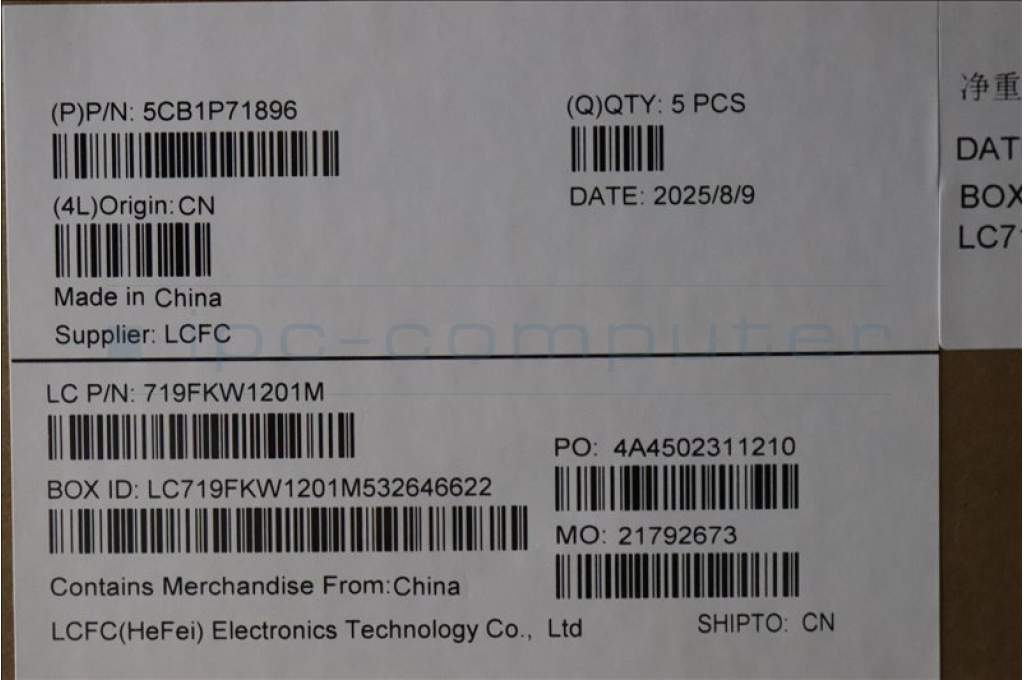 (P)P/N: 5CB1P71896
(Q)QTY: 5 PCS
(4L)Origin:CN
DATE: 2025/8/9
Made in China
Supplier: LCFC
ipc-computer
LC P/N: 719FKW1201M
PO: 4A4502311210
BOX ID: LC719FKW1201M532646622
MO: 21792673
Contains Merchandise From:China
LCFC(HeFei) Electronics Technology Co., Ltd
SHIPTO: CN
净重
DAT
BOX
LC7